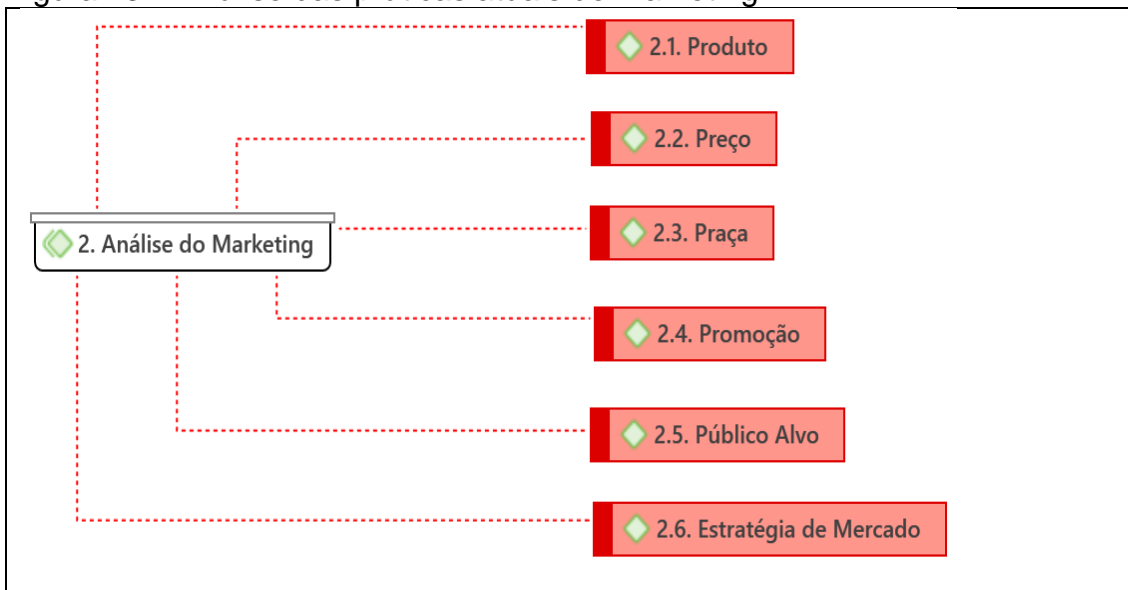 2.1. Produto
2.2. Preço
2. Análise do Marketing
2.3. Praça
2.4. Promoção
2.5. Público Alvo
2.6. Estratégia de Mercado